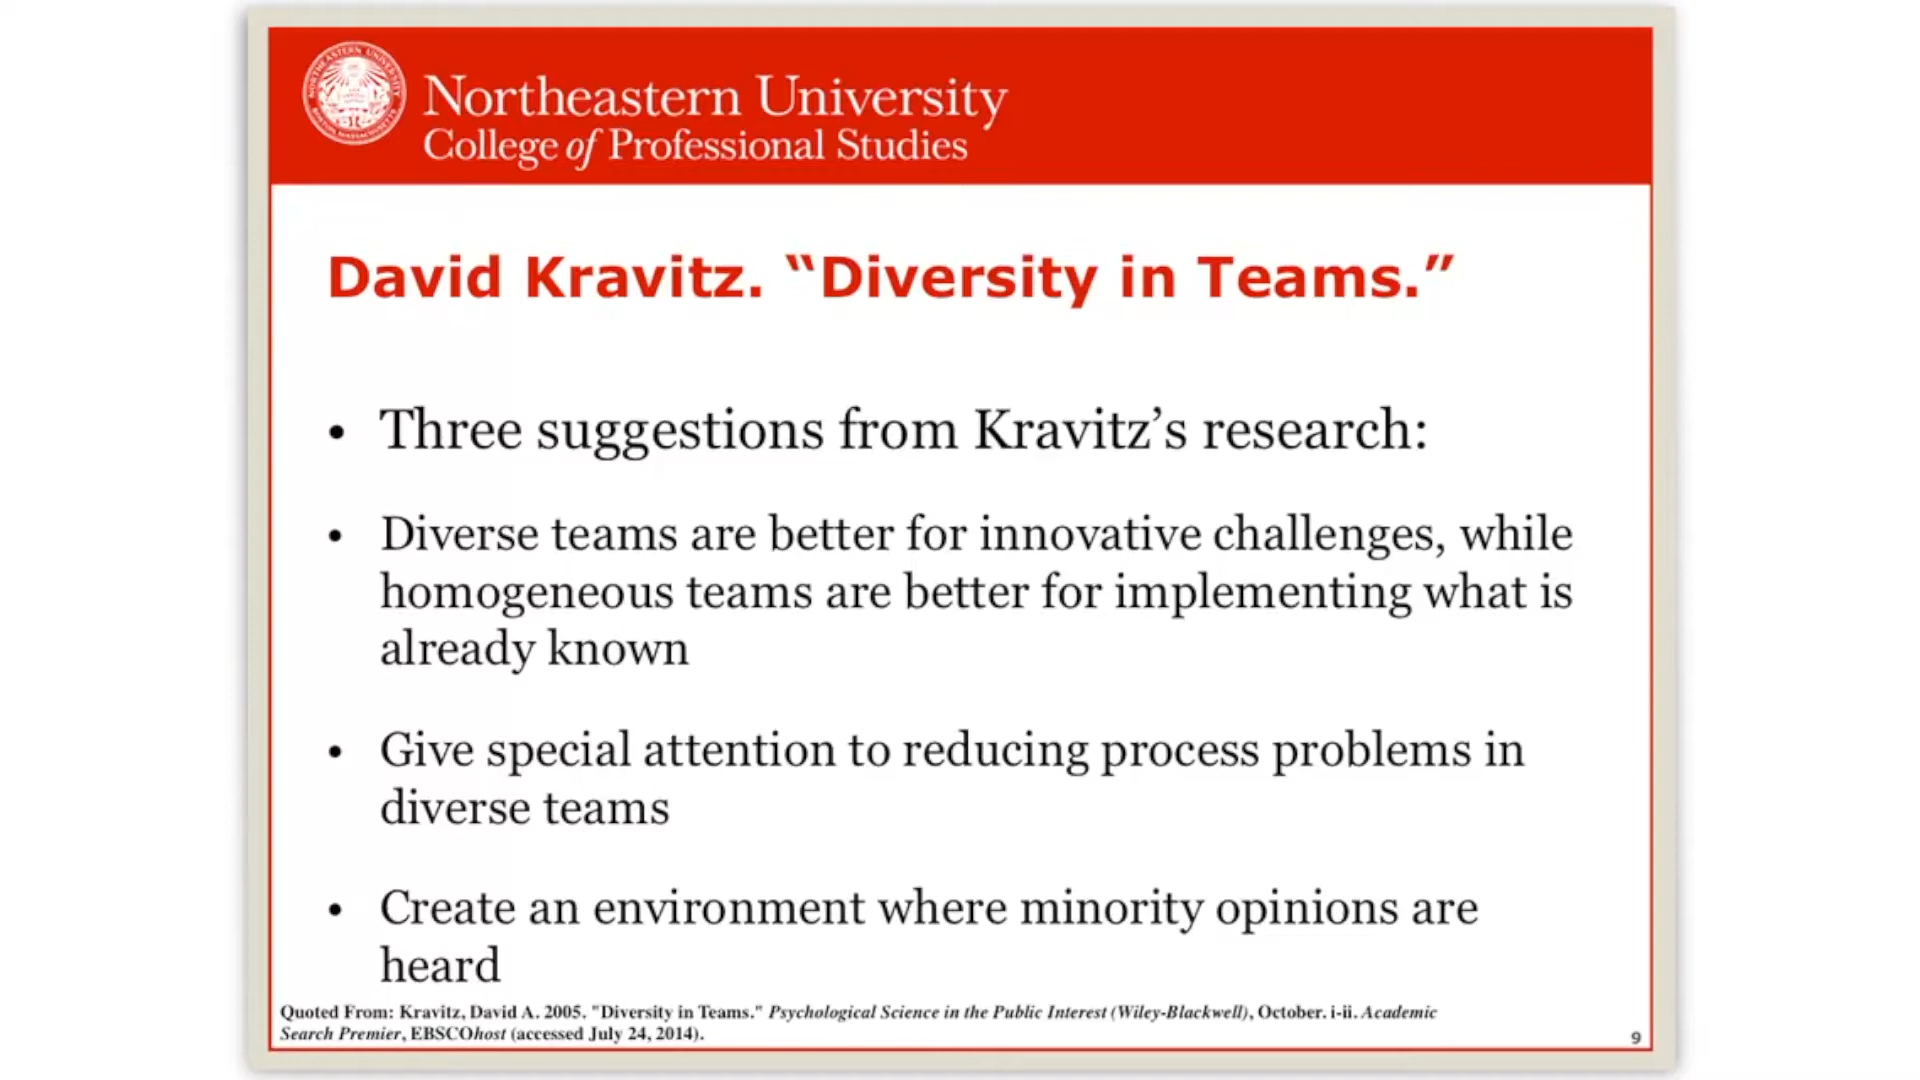 Northeastern University
College of Professional Studies
David Kravitz. “Diversity in Teams.”
• Three suggestions from Kravitz’s research:
• Diverse teams are better for innovative challenges, while
homogeneous teams are better for implementing what is
already known
• Give special attention to reducing process problems in
diverse teams
• Create an environment where minority opinions are
heard
Quoted From: Kravitz, David A. 2005. "Diversity in Teams." Psychological Science in the Public Interest (Wiley-Blackwell), October. i-ii. Academic
Search Premier, EBSCOhost (accessed July 24, 2014).
9